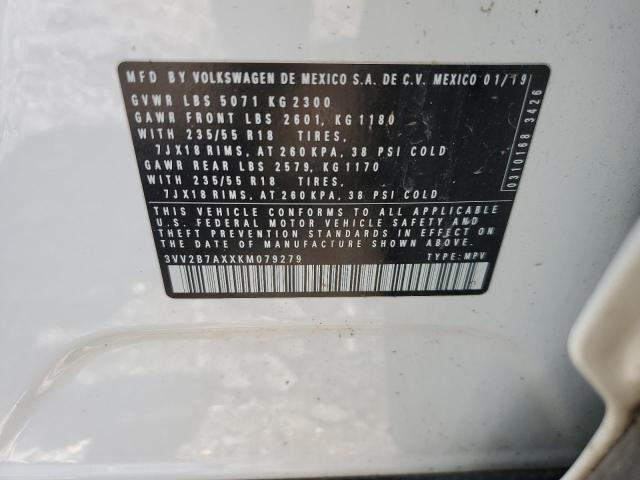 MFD BY VOLKSWAGEN DE MEXICO S.A. DE C.V. MEXICO 01/19
GVWR LBS 5071 KG 2300
GAWR FRONT LBS 2601, KG 1180
WITH 235/55 R18 TIRES,
7JX18 RIMS, AT 260 KPA, 38 PSI COLD
GAWR REAR LBS 2579, KG 1170
WITH 235/55 R18 TIRES,
7JX18 RIMS, AT 260 KPA, 38 PSI COLD
THIS VEHICLE CONFORMS TO ALL APPLICABLE
U.S. FEDERAL MOTOR VEHICLE SAFETY AND
THEFT PREVENTION STANDARDS IN EFFECT ON
THE DATE OF MANUFACTURE SHOWN ABOVE
3VV2B7AXXKM079279 TYPE: MPV
0310168 3426